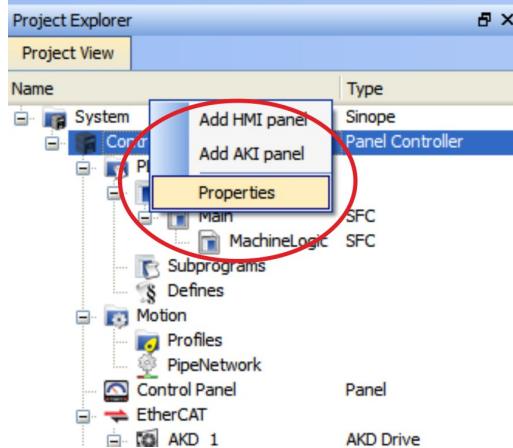 Project Explorer
Project View
Name Type
System Sinope
Add HMI panel
Panel Controller
Add AKI panel
Properties
Main SFC
MachineLogic SFC
Subprograms
Defines
Motion
Profiles
PipeNetwork
Control Panel Panel
EtherCAT
AKD_1 AKD Drive